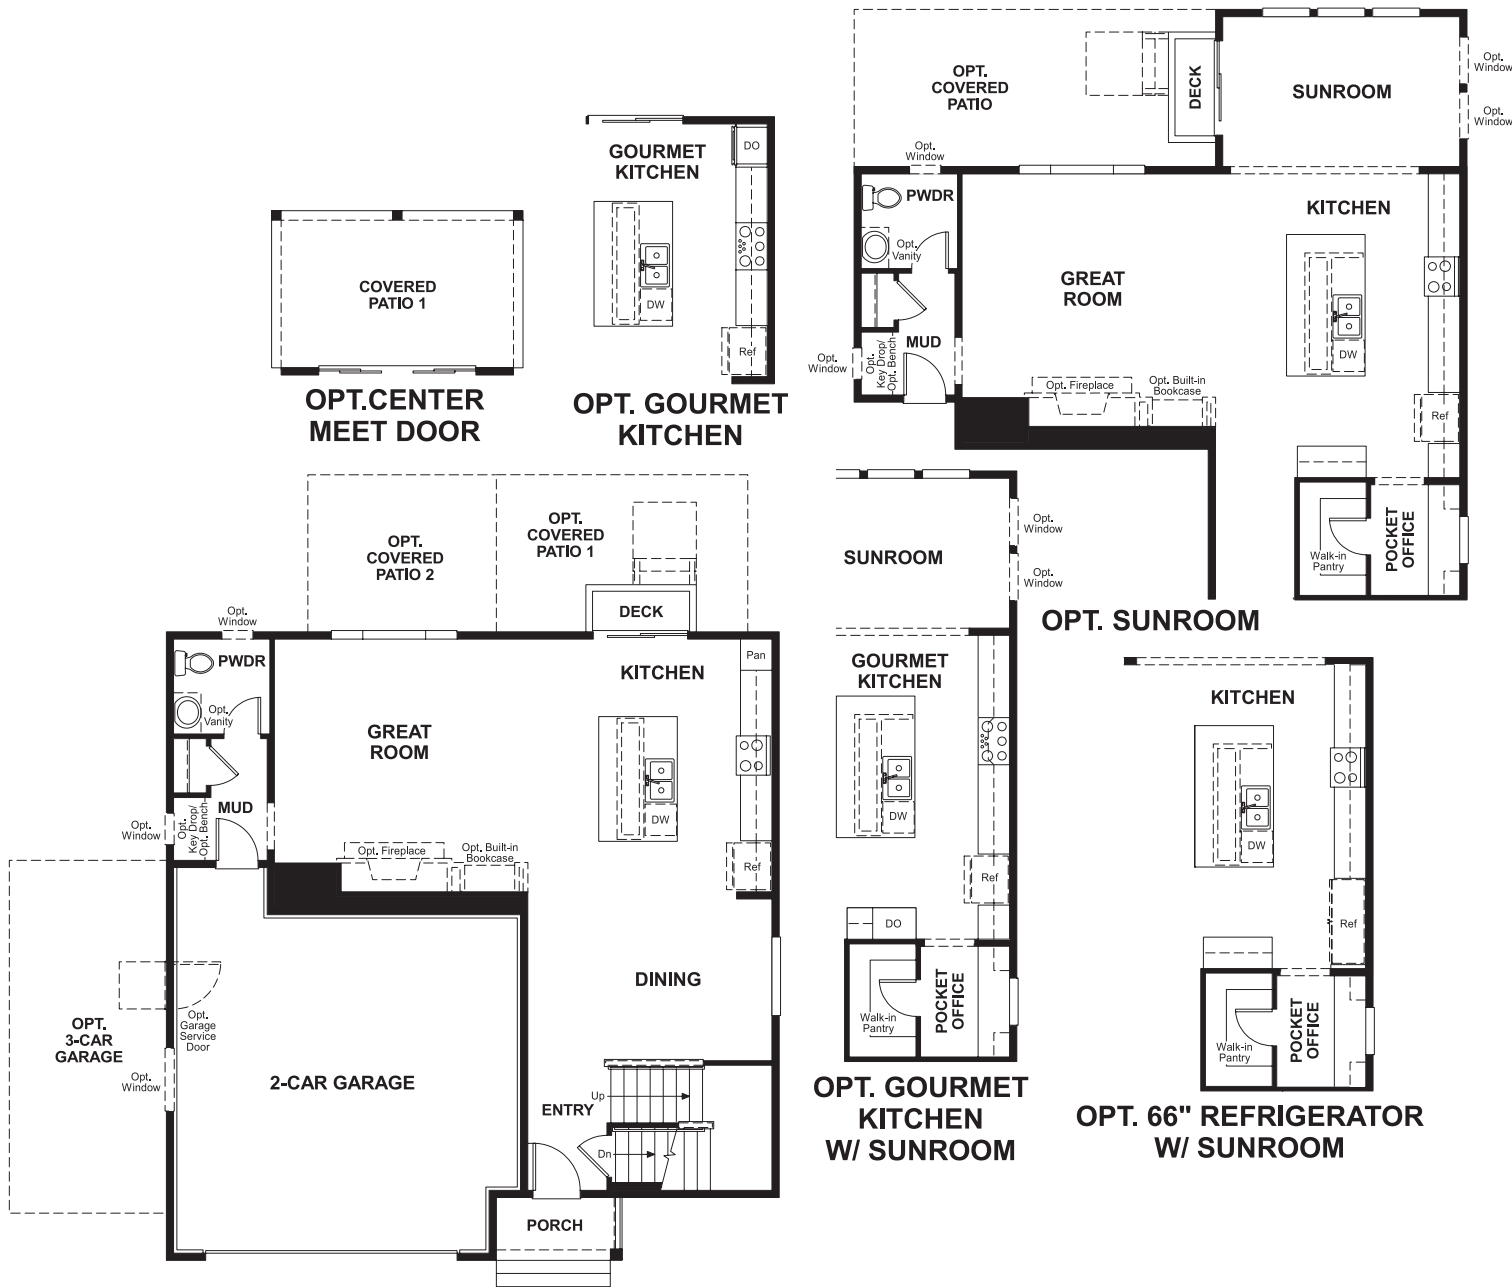 COVERED
PATIO 1
OPT.CENTER
MEET DOOR
GOURMET
KITCHEN
DO
DW
Ref
OPT. GOURMET
KITCHEN
OPT.
COVERED
PATIO
DECK
SUNROOM
Opt.
Window
Opt.
Window
Opt.
Window
PWDR
Opt.
Vanity
GREAT
ROOM
KITCHEN
DW
MUD
Opt.
Window
Opt.
Key Drop/
Opt. Bench
Opt. Fireplace
Opt. Built-in
Bookcase
Ref
Walk-in
Pantry
POCKET
OFFICE
OPT. SUNROOM
OPT.
COVERED
PATIO 2
OPT.
COVERED
PATIO 1
DECK
Opt.
Window
PWDR
Opt.
Vanity
GREAT
ROOM
KITCHEN
Pan
DW
MUD
Opt.
Window
Opt.
Key Drop/
Opt. Bench
Opt. Fireplace
Opt. Built-in
Bookcase
Ref
DINING
OPT.
3-CAR
GARAGE
Opt.
Garage
Service
Door
Opt.
Window
2-CAR GARAGE
ENTRY
Up
Dn
PORCH
SUNROOM
Opt.
Window
Opt.
Window
GOURMET
KITCHEN
DW
Ref
DO
Walk-in
Pantry
POCKET
OFFICE
OPT. GOURMET
KITCHEN
W/ SUNROOM
KITCHEN
DW
Ref
Walk-in
Pantry
POCKET
OFFICE
OPT. 66" REFRIGERATOR
W/ SUNROOM